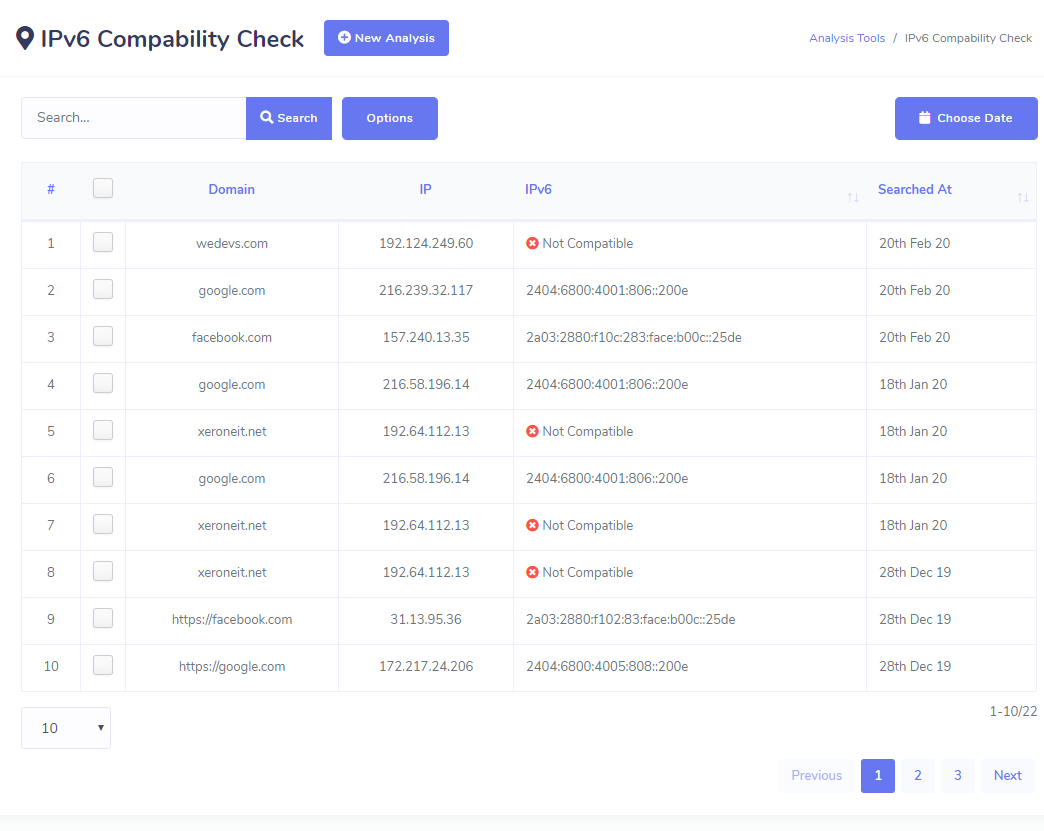 IPv6 Compability Check
New Analysis
Analysis Tools / IPv6 Compability Check
Search...
Search
Options
Choose Date
# Domain IP IPv6 Searched At
1 wedevs.com 192.124.249.60 Not Compatible 20th Feb 20
2 google.com 216.239.32.117 2404:6800:4001:806::200e 20th Feb 20
3 facebook.com 157.240.13.35 2a03:2880:f10c:283:face:b00c::25de 20th Feb 20
4 google.com 216.58.196.14 2404:6800:4001:806::200e 18th Jan 20
5 xeroneit.net 192.64.112.13 Not Compatible 18th Jan 20
6 google.com 216.58.196.14 2404:6800:4001:806::200e 18th Jan 20
7 xeroneit.net 192.64.112.13 Not Compatible 18th Jan 20
8 xeroneit.net 192.64.112.13 Not Compatible 28th Dec 19
9 https://facebook.com 31.13.95.36 2a03:2880:f102:83:face:b00c::25de 28th Dec 19
10 https://google.com 172.217.24.206 2404:6800:4005:808::200e 28th Dec 19
10
1-10/22
Previous 1 2 3 Next